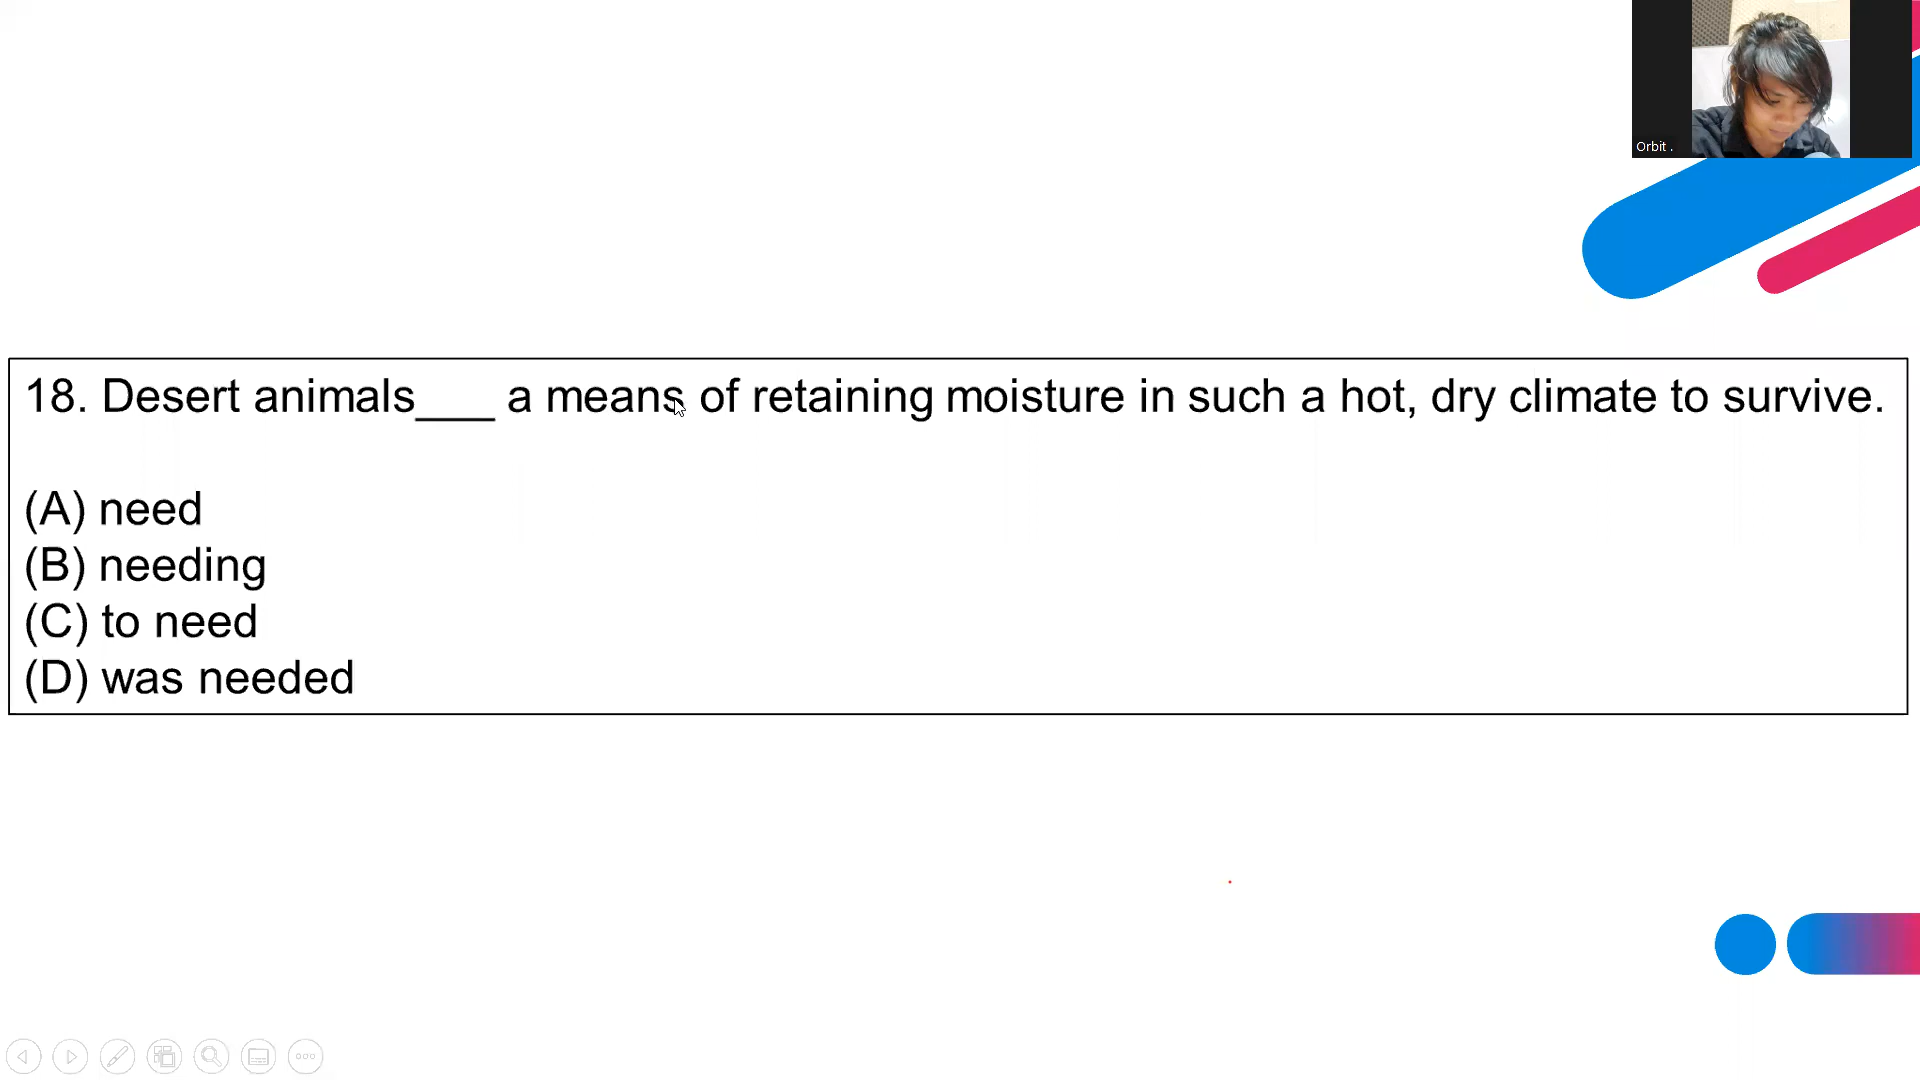 Orbit .
18. Desert animals___ a means of retaining moisture in such a hot, dry climate to survive.
(A) need
(B) needing
(C) to need
(D) was needed